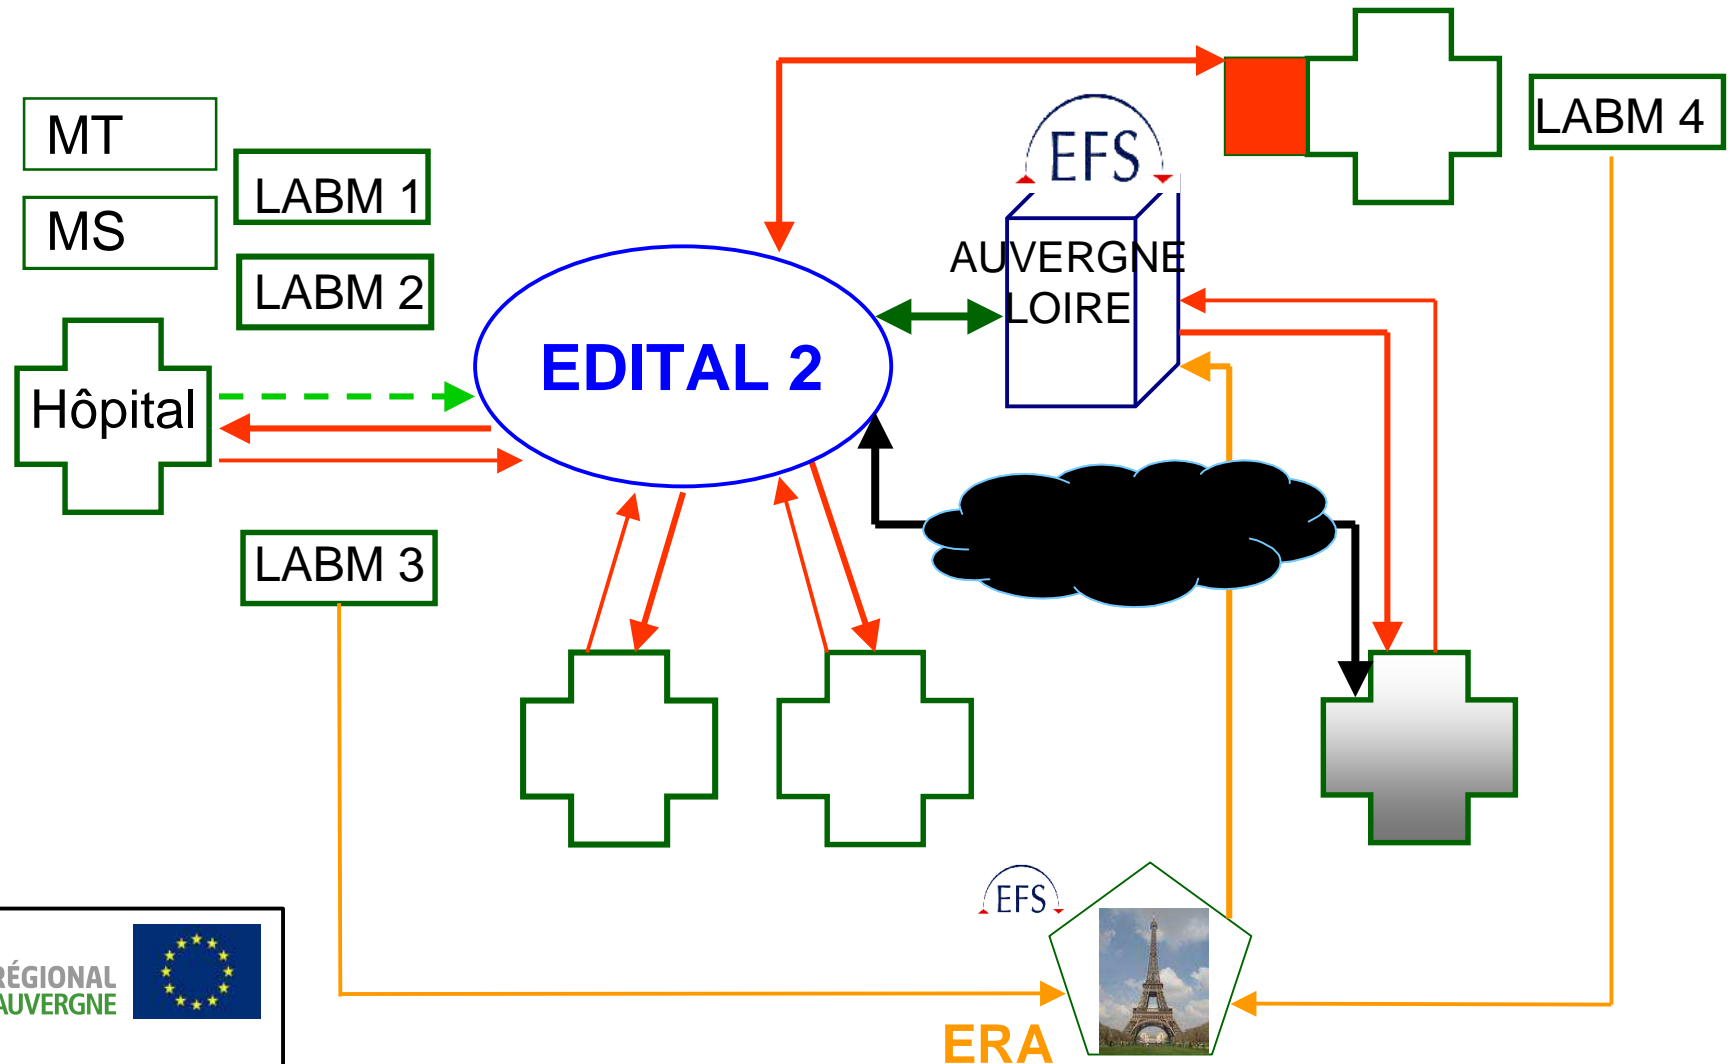 MT
MS
LABM 1
LABM 2
Hôpital
LABM 3
EDITAL 2
EFS
AUVERGNE
LOIRE
LABM 4
EFS
ERA
RÉGIONAL
AUVERGNE